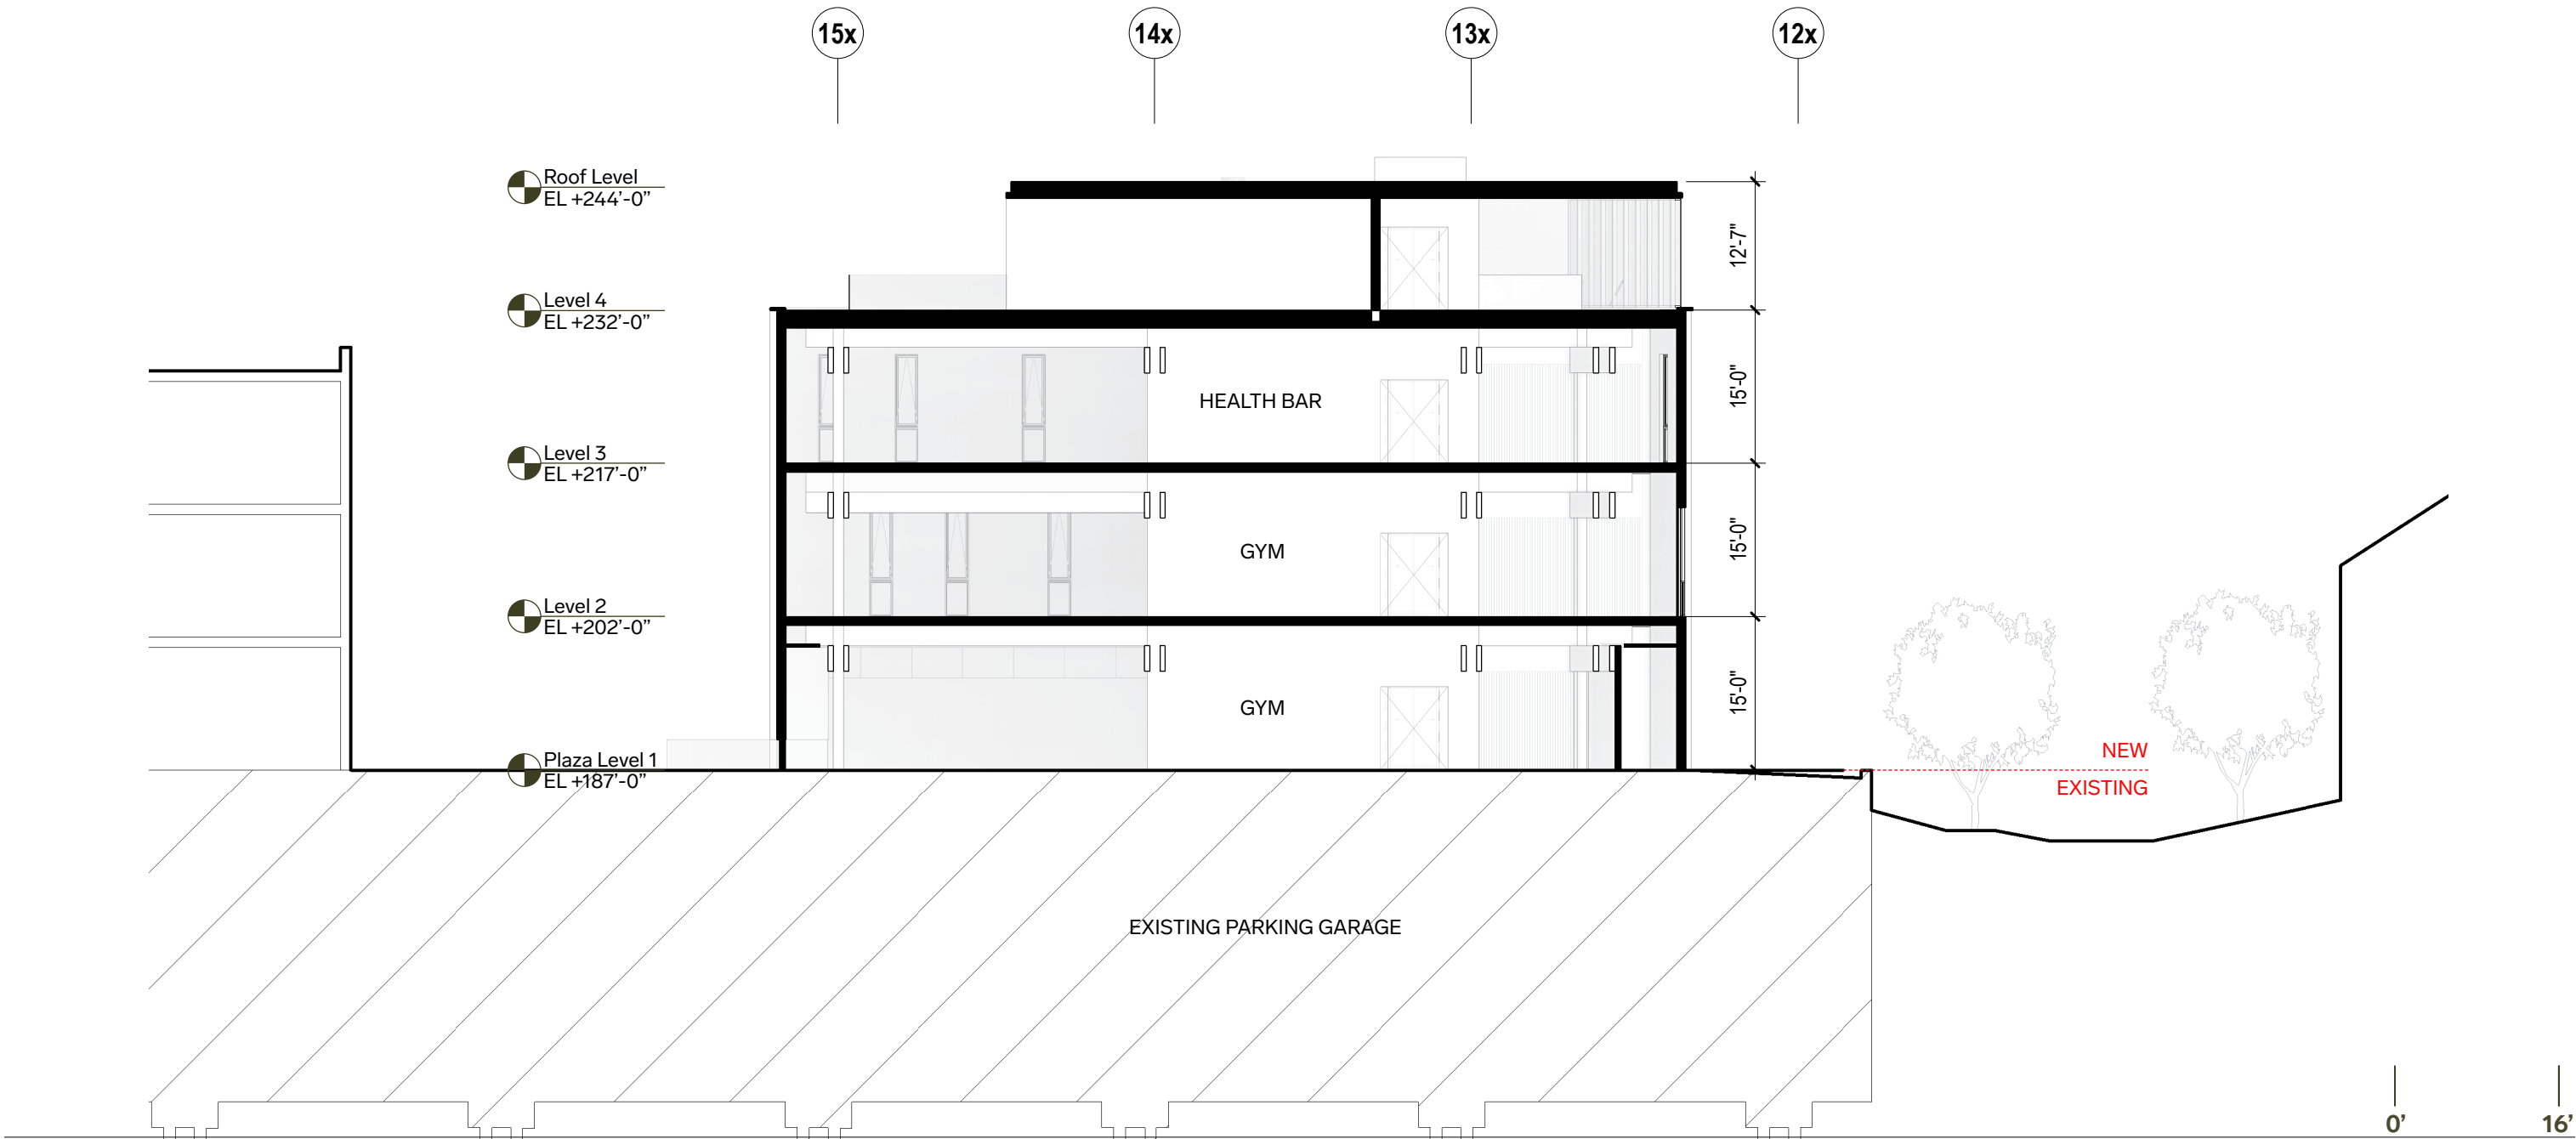 15x
14x
13x
12x
Roof Level
EL +244’-0”
12'-7"
Level 4
EL +232’-0”
15'-0"
HEALTH BAR
Level 3
EL +217’-0”
15'-0"
GYM
Level 2
EL +202’-0”
15'-0"
GYM
Plaza Level 1
EL +187’-0”
NEW
EXISTING
EXISTING PARKING GARAGE
0’
16’